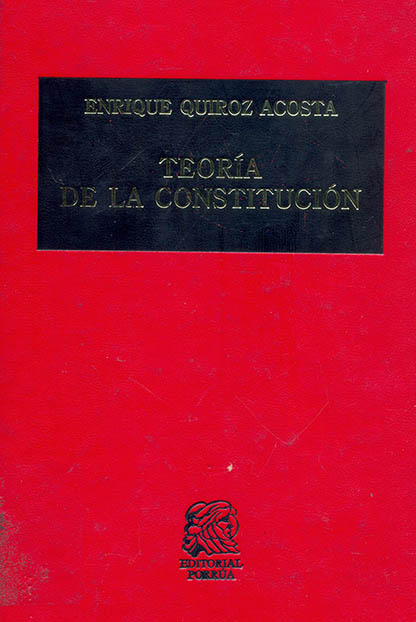 ENRIQUE QUIROZ ACOSTA
TEORÍA
DE LA CONSTITUCIÓN
EDITORIAL
PORRÚA